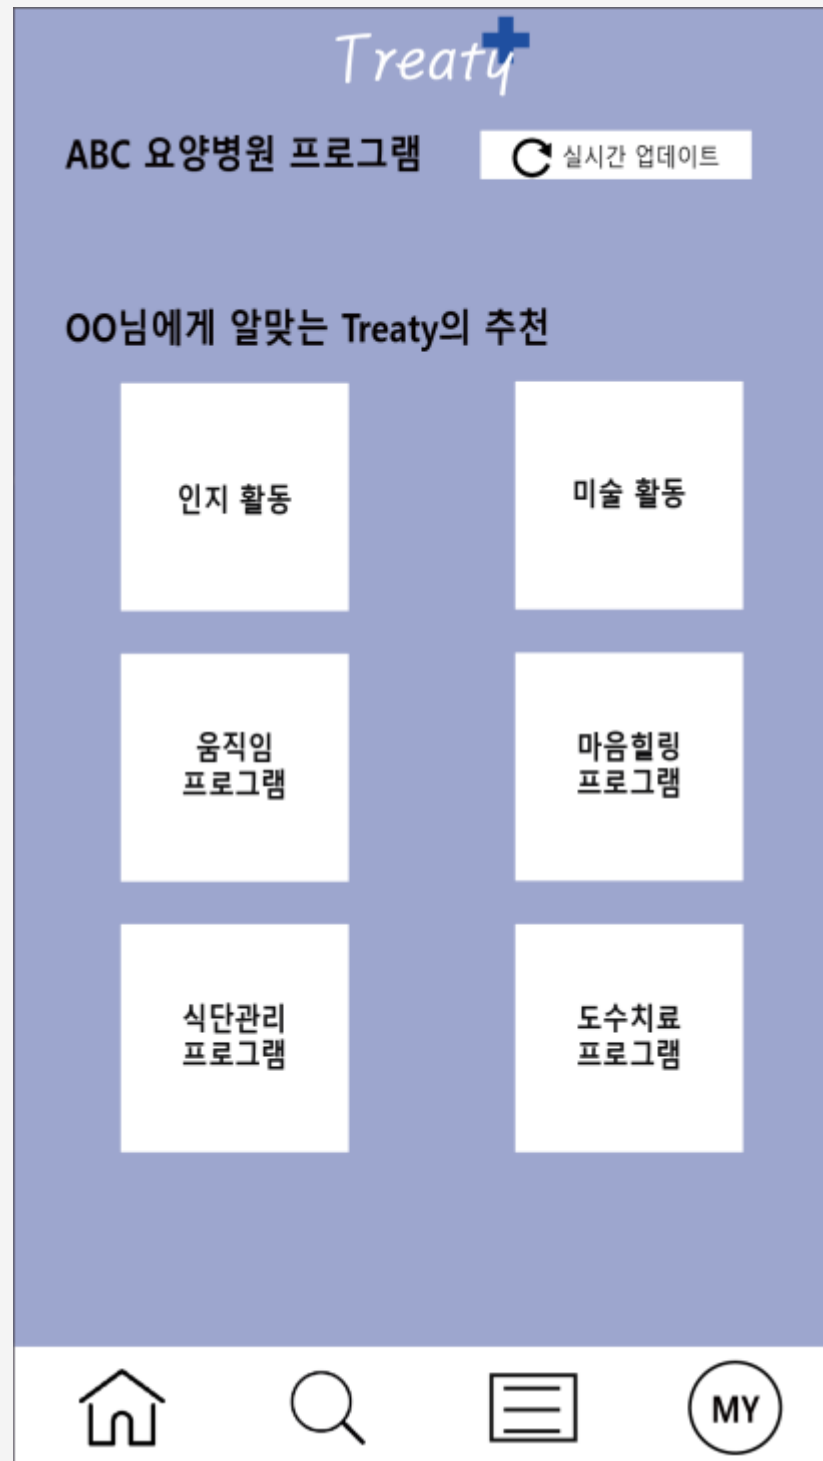 Treaty
ABC 요양병원 프로그램
실시간 업데이트
OO님에게 알맞는 Treaty의 추천
인지 활동
미술 활동
움직임
프로그램
마음힐링
프로그램
식단관리
프로그램
도수치료
프로그램
MY